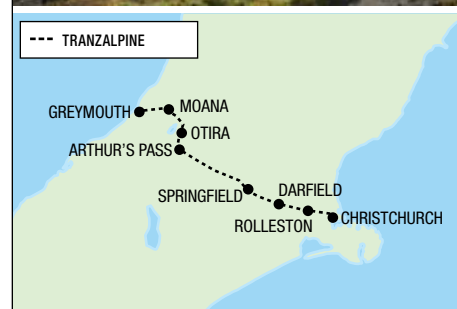 TRANZALPINE
GREYMOUTH
MOANA
OTIRA
ARTHUR'S PASS
SPRINGFIELD
DARFIELD
ROLLESTON
CHRISTCHURCH